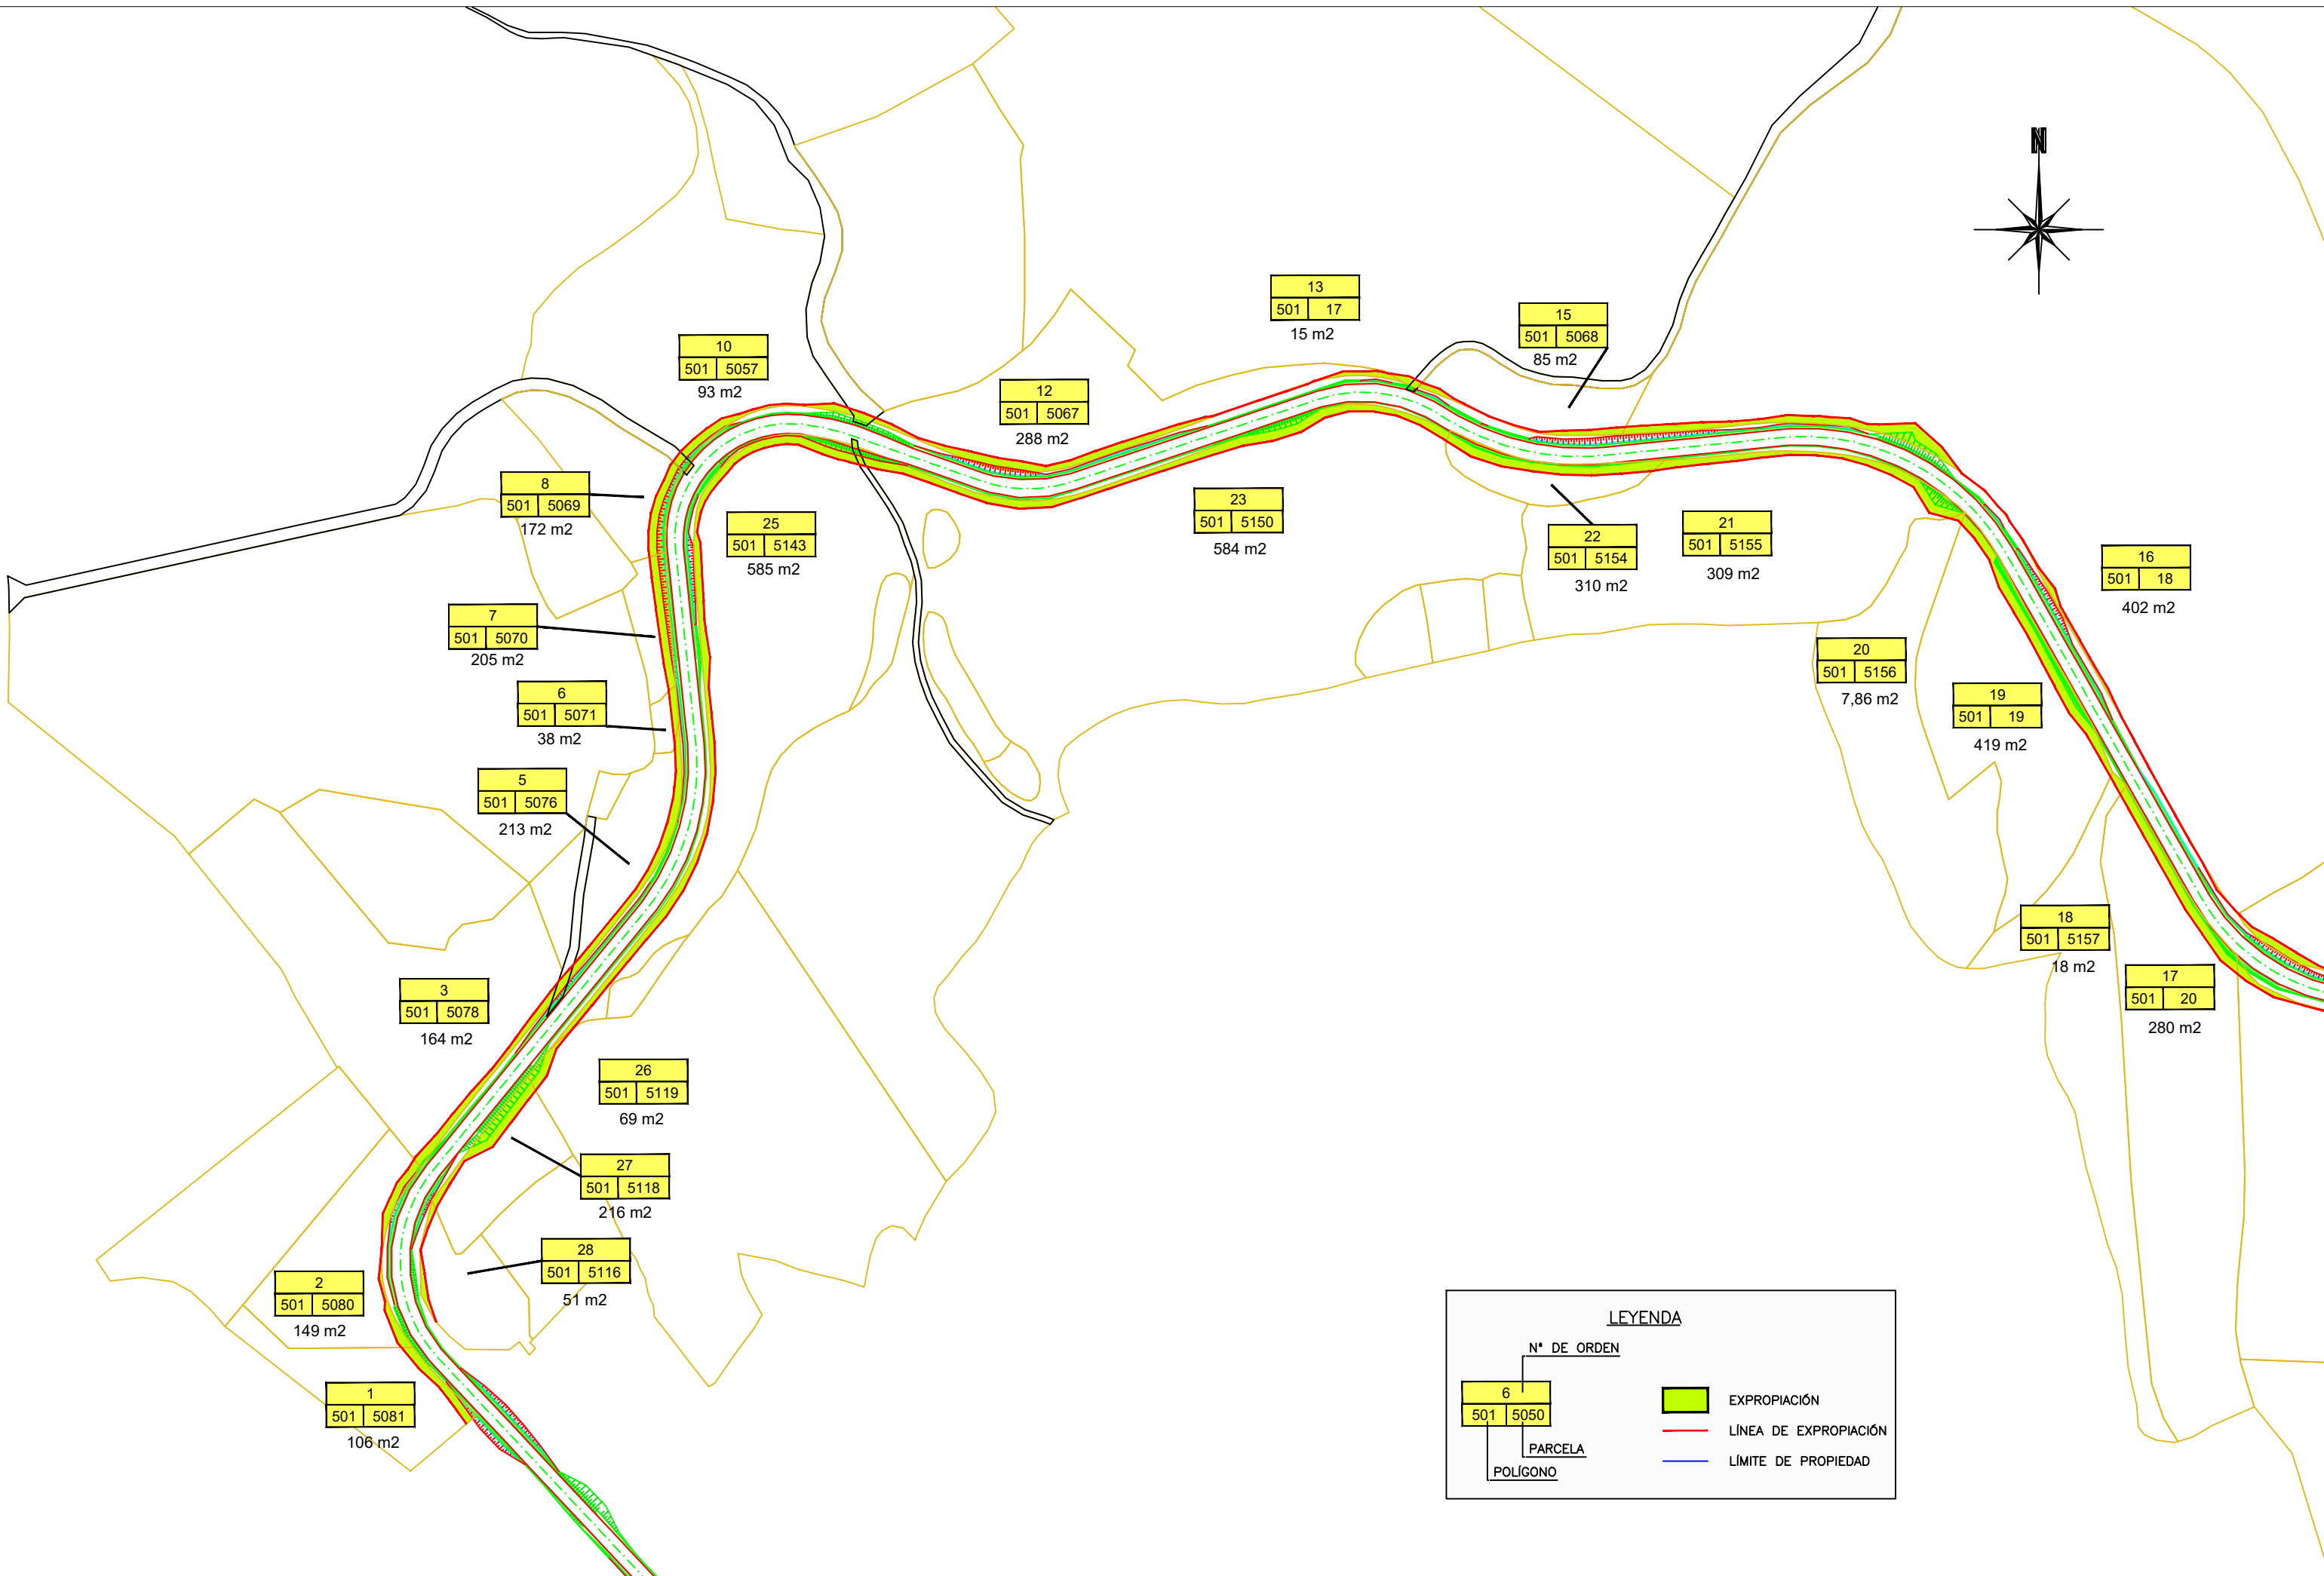 N
13
501 17
15 m2
15
501 5068
85 m2
10
501 5057
93 m2
12
501 5067
288 m2
8
501 5069
172 m2
25
501 5143
585 m2
23
501 5150
584 m2
22
501 5154
310 m2
21
501 5155
309 m2
16
501 18
402 m2
7
501 5070
205 m2
6
501 5071
38 m2
20
501 5156
7,86 m2
19
501 19
419 m2
5
501 5076
213 m2
18
501 5157
18 m2
17
501 20
280 m2
3
501 5078
164 m2
26
501 5119
69 m2
27
501 5118
216 m2
28
501 5116
51 m2
2
501 5080
149 m2
1
501 5081
106 m2
LEYENDA
Nª DE ORDEN
6
501 5050
PARCELA
POLÍGONO
EXPROPIACIÓN
LÍNEA DE EXPROPIACIÓN
LÍMITE DE PROPIEDAD